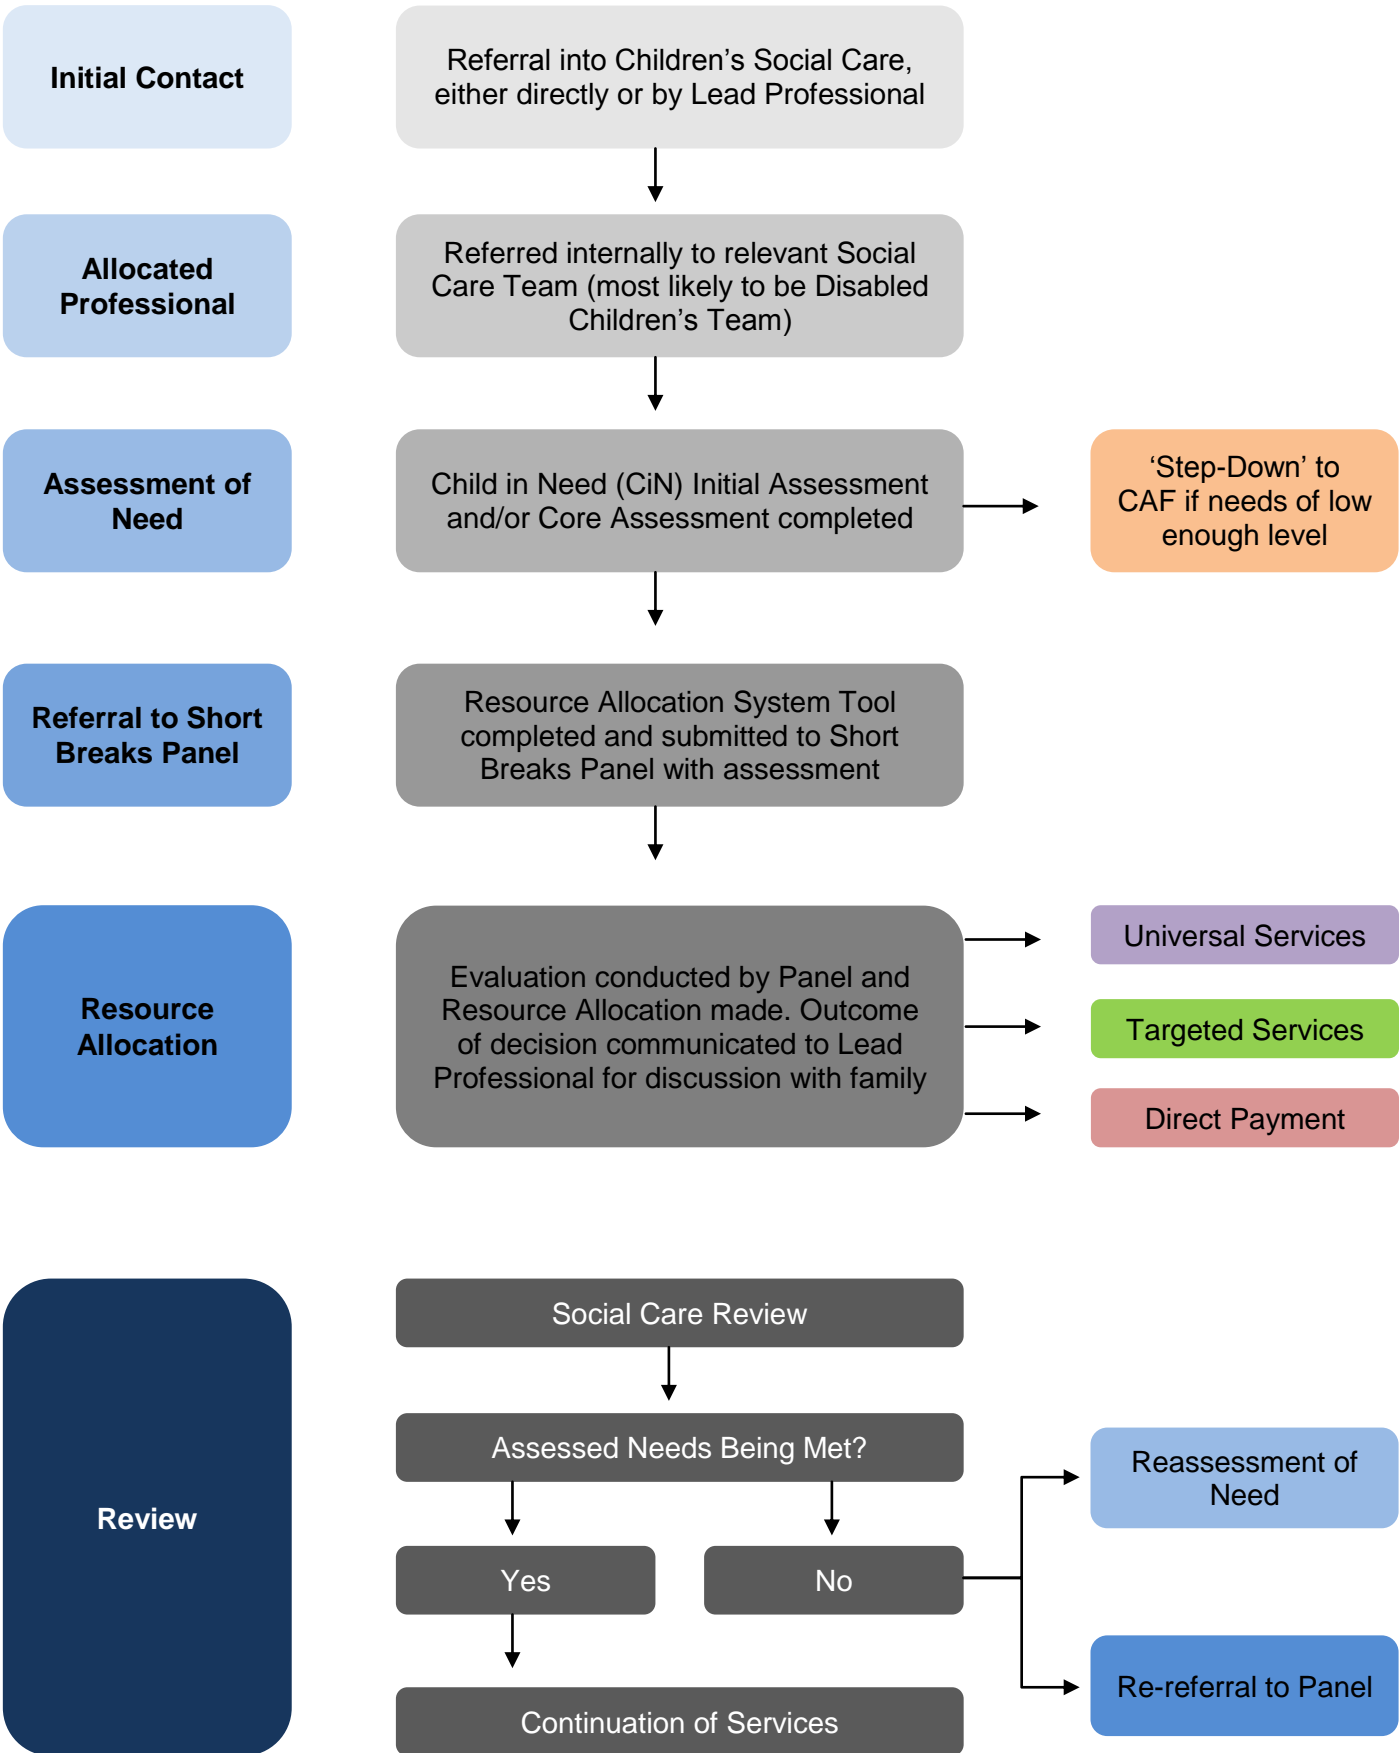 Initial Contact
Referral into Children’s Social Care,
either directly or by Lead Professional
Allocated
Professional
Referred internally to relevant Social
Care Team (most likely to be Disabled
Children’s Team)
Assessment of
Need
Child in Need (CiN) Initial Assessment
and/or Core Assessment completed
‘Step-Down’ to
CAF if needs of low
enough level
Referral to Short
Breaks Panel
Resource Allocation System Tool
completed and submitted to Short
Breaks Panel with assessment
Resource
Allocation
Evaluation conducted by Panel and
Resource Allocation made. Outcome
of decision communicated to Lead
Professional for discussion with family
Universal Services
Targeted Services
Direct Payment
Review
Social Care Review
Assessed Needs Being Met?
Yes
No
Reassessment of
Need
Re-referral to Panel
Continuation of Services